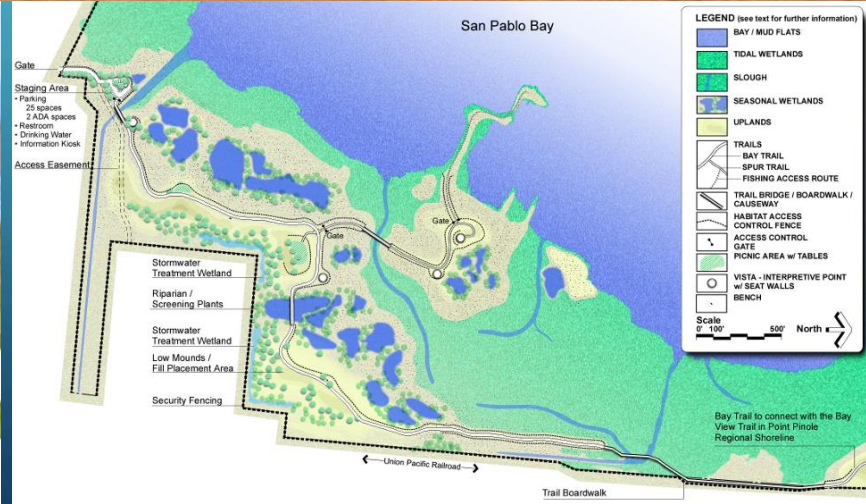 San Pablo Bay
LEGEND (see text for further information)
BAY / MUD FLATS
TIDAL WETLANDS
SLOUGH
SEASONAL WETLANDS
UPLANDS
TRAILS
BAY TRAIL
SPUR TRAIL
FISHING ACCESS ROUTE
TRAIL BRIDGE / BOARDWALK /
CAUSEWAY
HABITAT ACCESS
CONTROL FENCE
ACCESS CONTROL
GATE
PICNIC AREA w/ TABLES
VISTA - INTERPRETIVE POINT
w/ SEAT WALLS
BENCH
Scale
0' 100' 500' North
Gate
Staging Area
• Parking
25 spaces
2 ADA spaces
• Restroom
• Drinking Water
• Information Kiosk
Access Easement
Gate
Gate
Stormwater
Treatment Wetland
Riparian /
Screening Plants
Stormwater
Treatment Wetland
Low Mounds /
Fill Placement Area
Security Fencing
Union Pacific Railroad
Trail Boardwalk
Bay Trail to connect with the Bay
View Trail in Point Pinole
Regional Shoreline